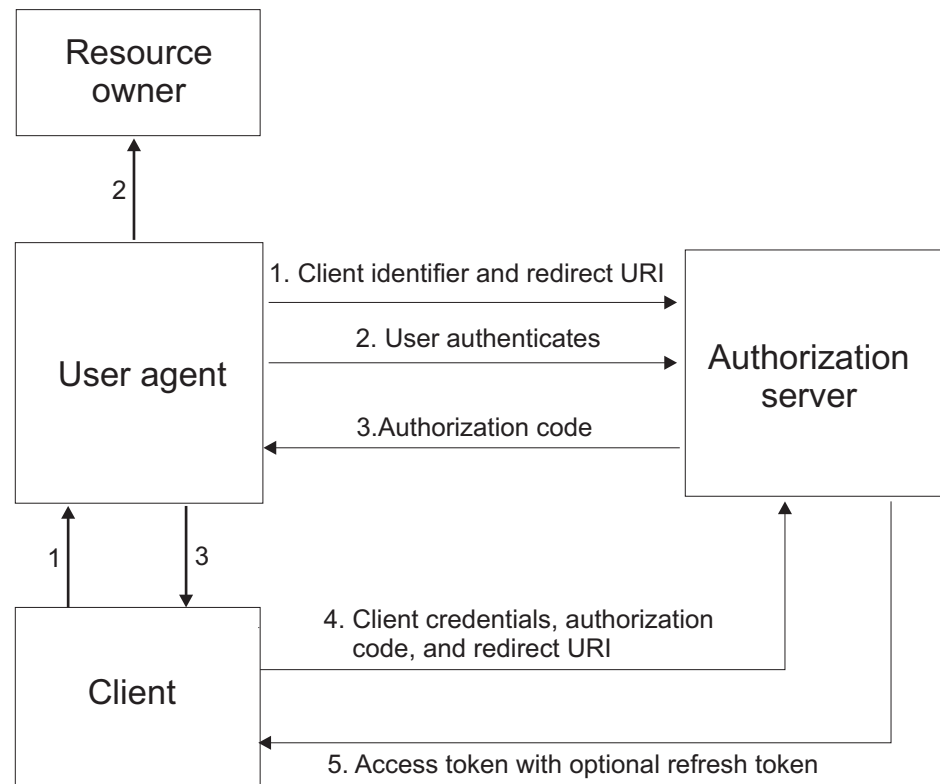 Resource
owner
2
1. Client identifier and redirect URI
2. User authenticates
User agent
Authorization
server
3.Authorization code
1
3
4. Client credentials, authorization
code, and redirect URI
Client
5. Access token with optional refresh token